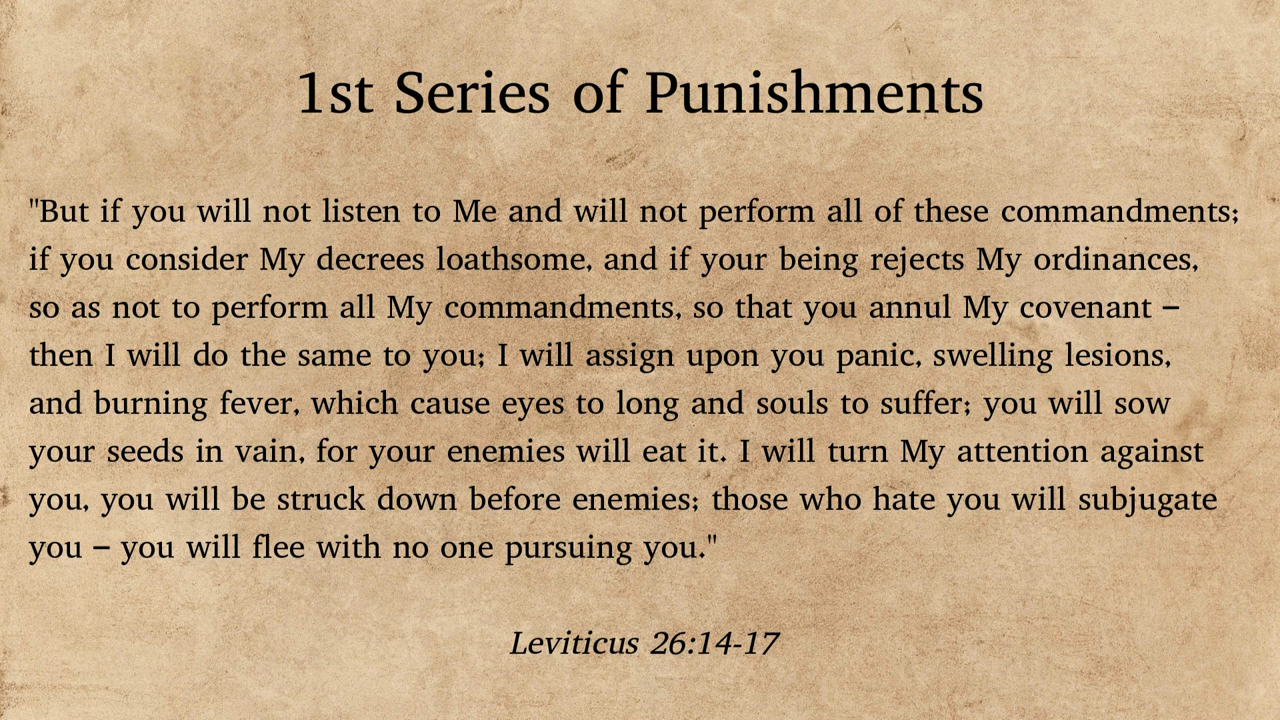 1st Series of Punishments
"But if you will not listen to Me and will not perform all of these commandments;
if you consider My decrees loathsome, and if your being rejects My ordinances,
so as not to perform all My commandments, so that you annul My covenant –
then I will do the same to you; I will assign upon you panic, swelling lesions,
and burning fever, which cause eyes to long and souls to suffer; you will sow
your seeds in vain, for your enemies will eat it. I will turn My attention against
you, you will be struck down before enemies; those who hate you will subjugate
you – you will flee with no one pursuing you."
Leviticus 26:14-17